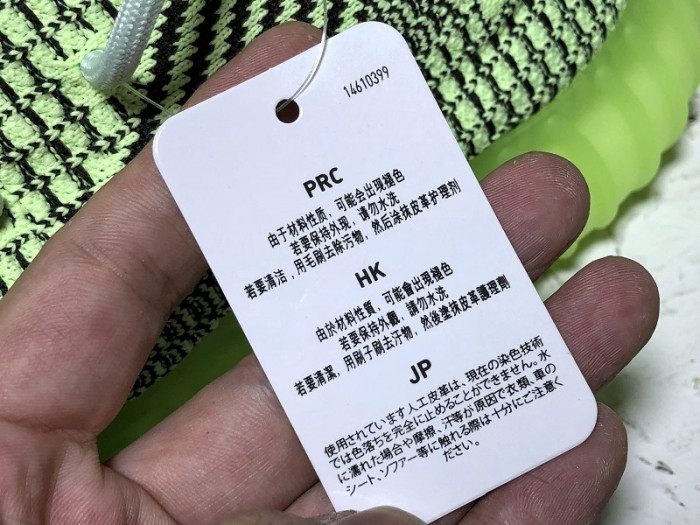 14610399
PRC
由于材料性质，可能会出現褪色
若要保持外现，请勿水洗
若要清洁，用毛刷去除污物，然后涂抹皮革护理剂
HK
由於材料性質，可能會出現褪色
若要保持外觀，請勿水洗
若要清潔，用刷子刷去汙物，然後塗抹皮革護理劑
JP
使用されています人工皮革は、現在の染色技術
では色落ちを完全に止めることができません。水
に濡れた場合や摩擦、汗等が原因で衣類、車の
シート、ソファー等に触れる際は十分にご注意く
ださい。